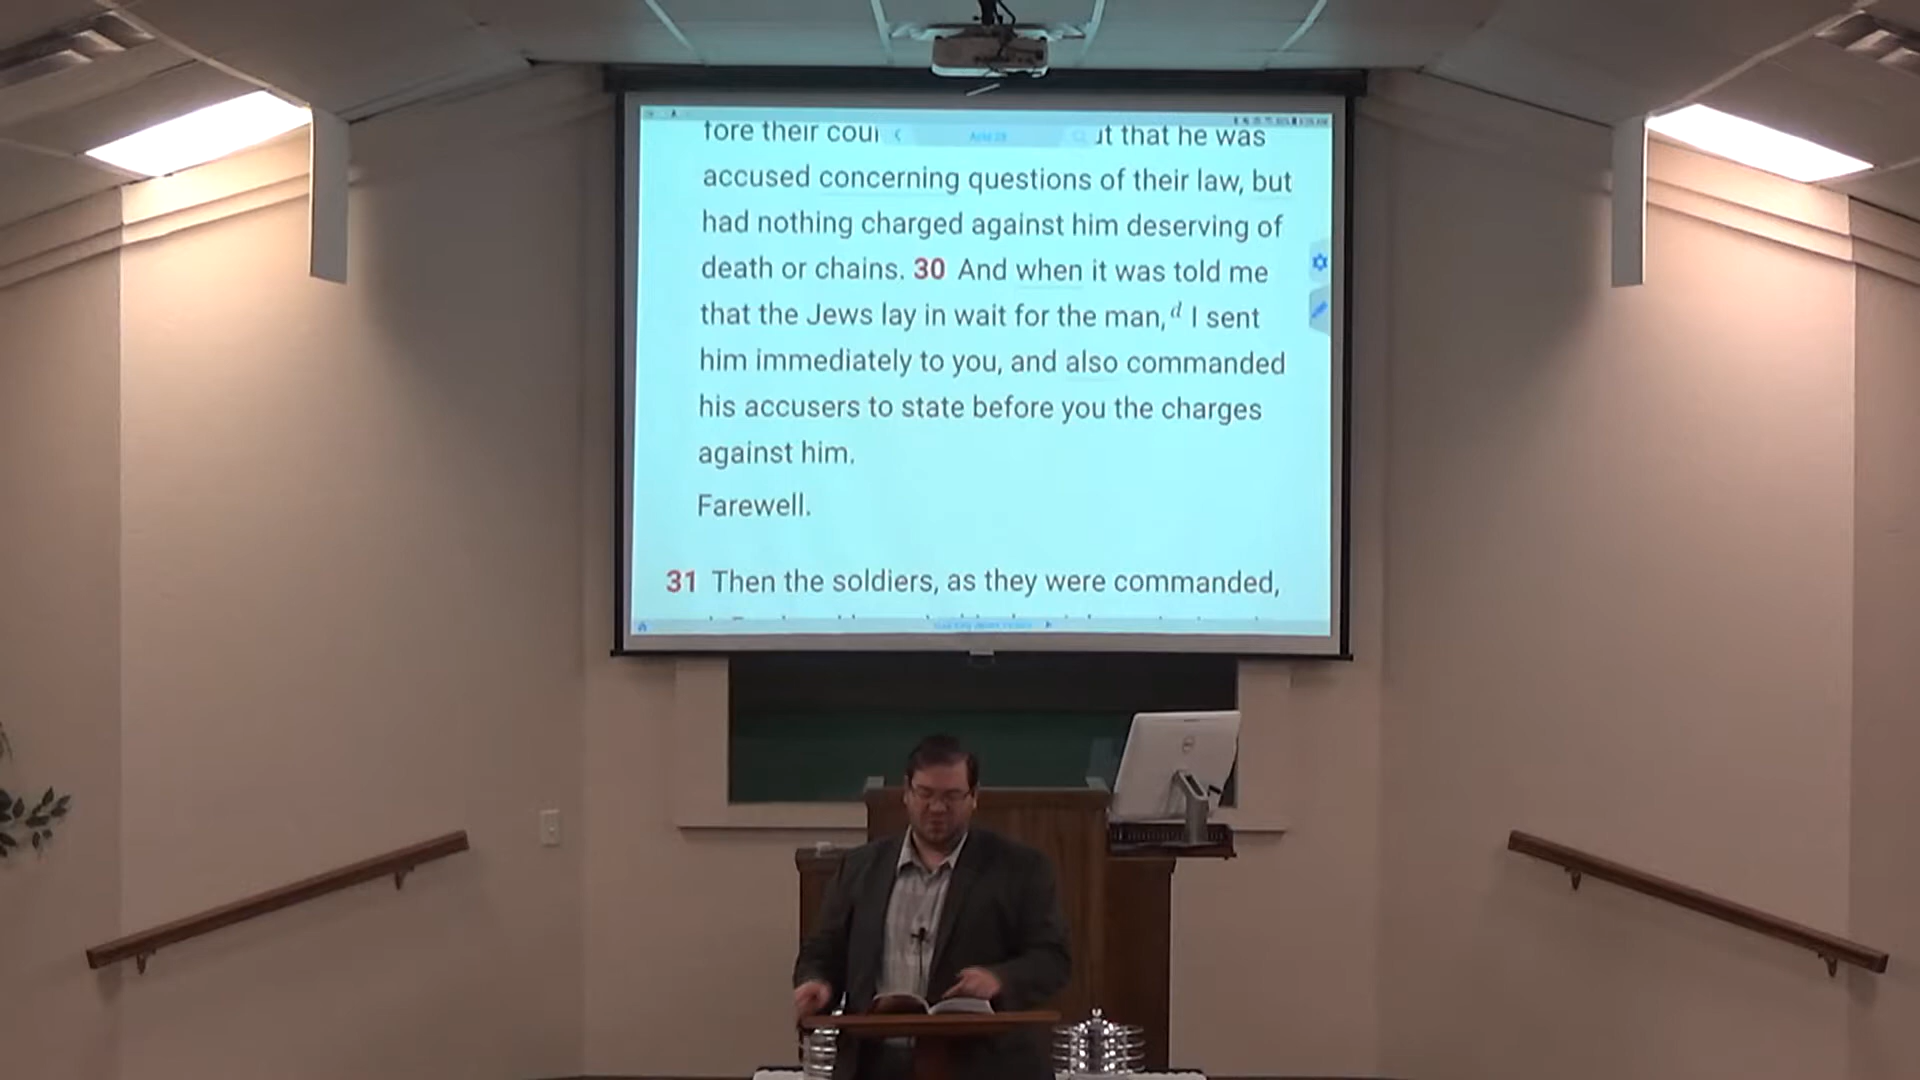 fore their
that he was
accused concerning questions of their law, but
had nothing charged against him deserving of
death or chains. 30 And when it was told me
that the Jews lay in wait for the man,ᵈ I sent
him immediately to you, and also commanded
his accusers to state before you the charges
against him.
Farewell.
31 Then the soldiers, as they were commanded,